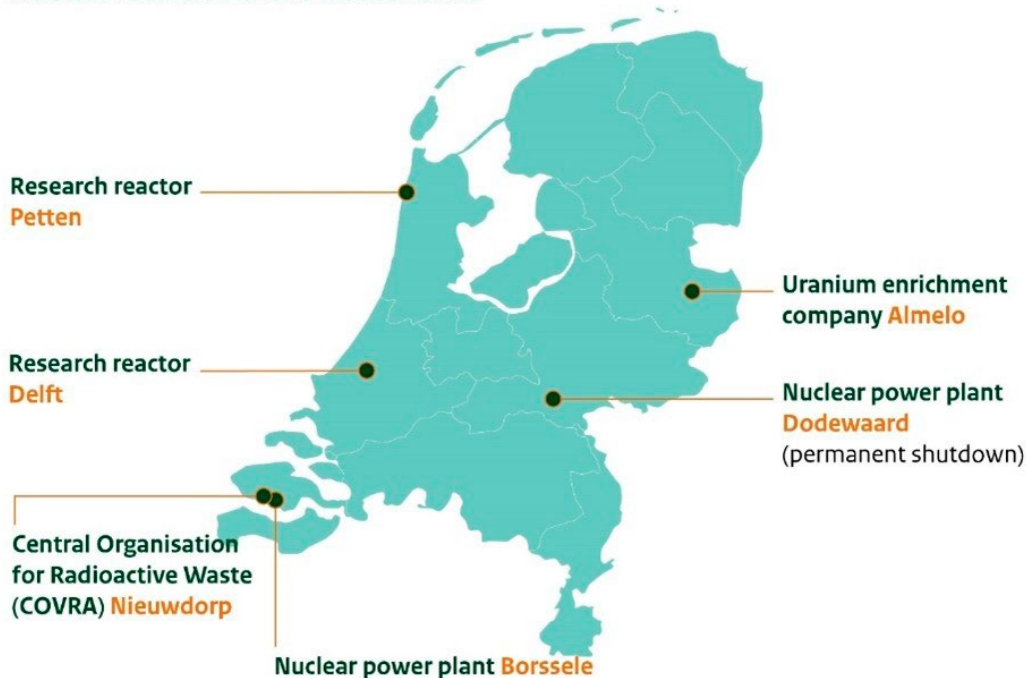 Research reactor
Petten
Research reactor
Delft
Central Organisation
for Radioactive Waste
(COVRA) Nieuwdorp
Nuclear power plant Borssele
Uranium enrichment
company Almelo
Nuclear power plant
Dodewaard
(permanent shutdown)